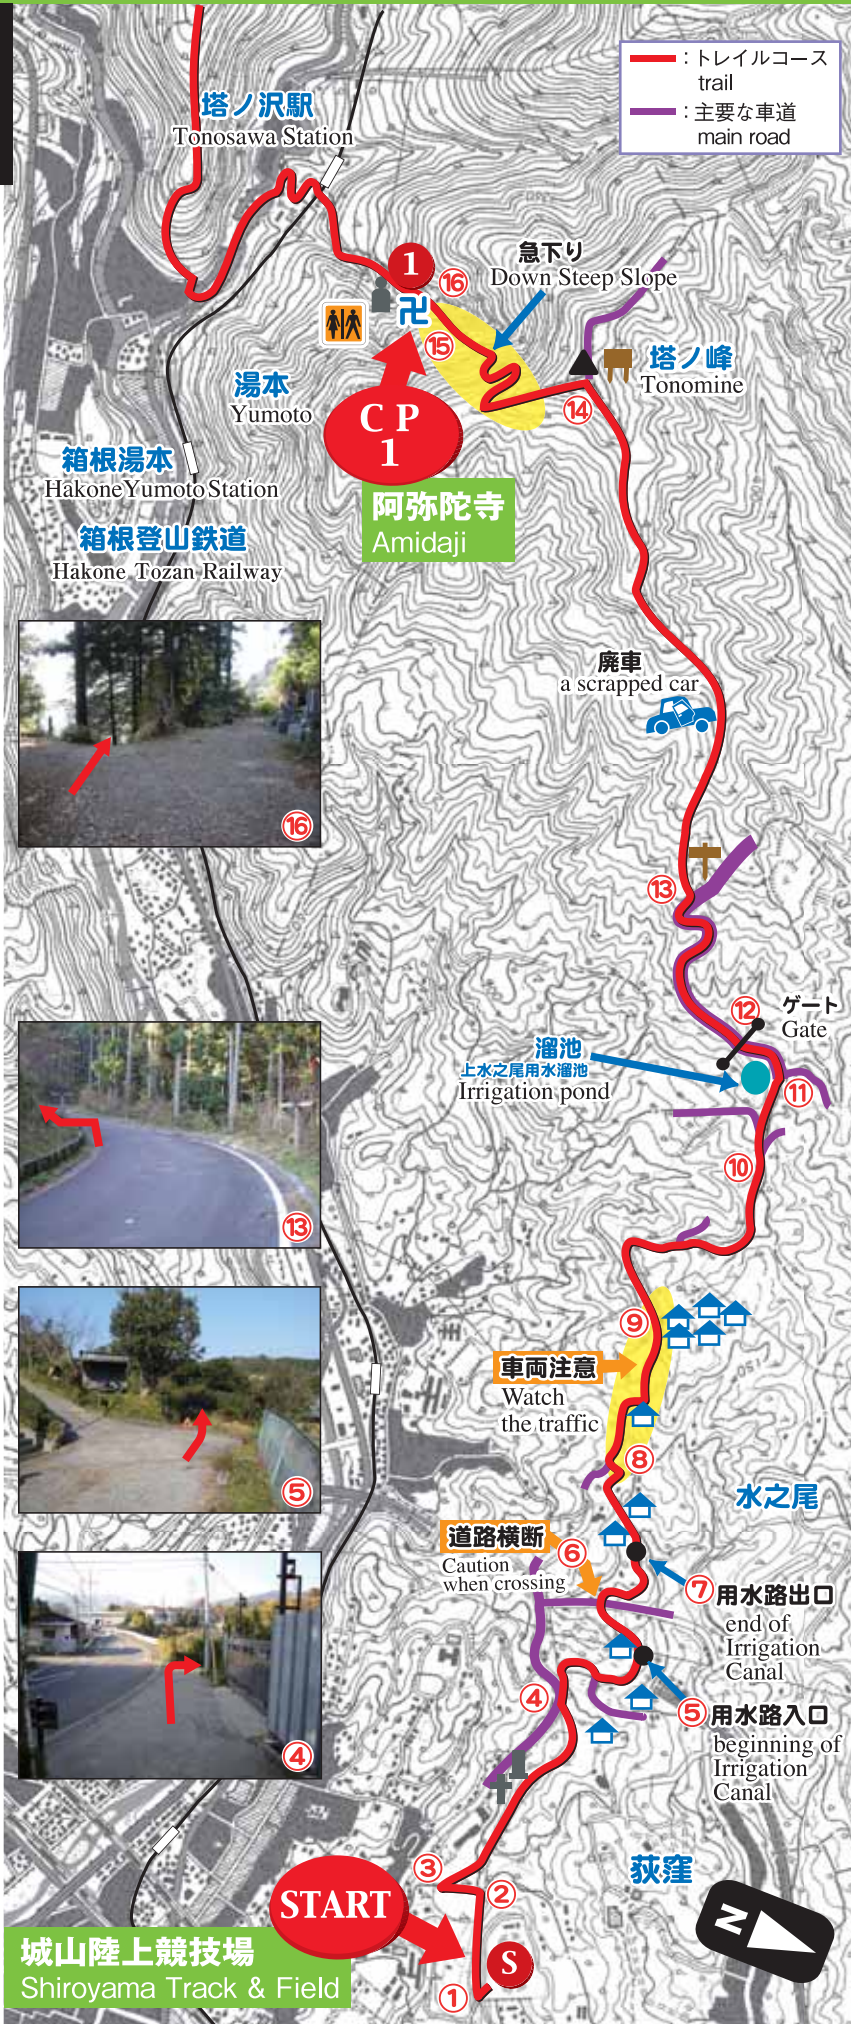 ：トレイルコース
trail
：主要な車道
main road
塔ノ沢駅
Tonosawa Station
急下り
Down Steep Slope
1
⑯
卍
⑮
塔ノ峰
Tonomine
⑭
湯本
Yumoto
CP
1
阿弥陀寺
Amidaji
箱根湯本
HakoneYumoto Station
箱根登山鉄道
Hakone Tozan Railway
⑯
廃車
a scrapped car
⑬
⑫
ゲート
Gate
溜池
上水之尾用水溜池
Irrigation pond
⑪
⑩
⑬
⑨
車両注意
Watch
the traffic
⑧
⑤
水之尾
道路横断
Caution
when crossing
⑥
⑦
用水路出口
end of
Irrigation
Canal
④
⑤
用水路入口
beginning of
Irrigation
Canal
④
③
②
荻窪
START
S
①
N
城山陸上競技場
Shiroyama Track & Field